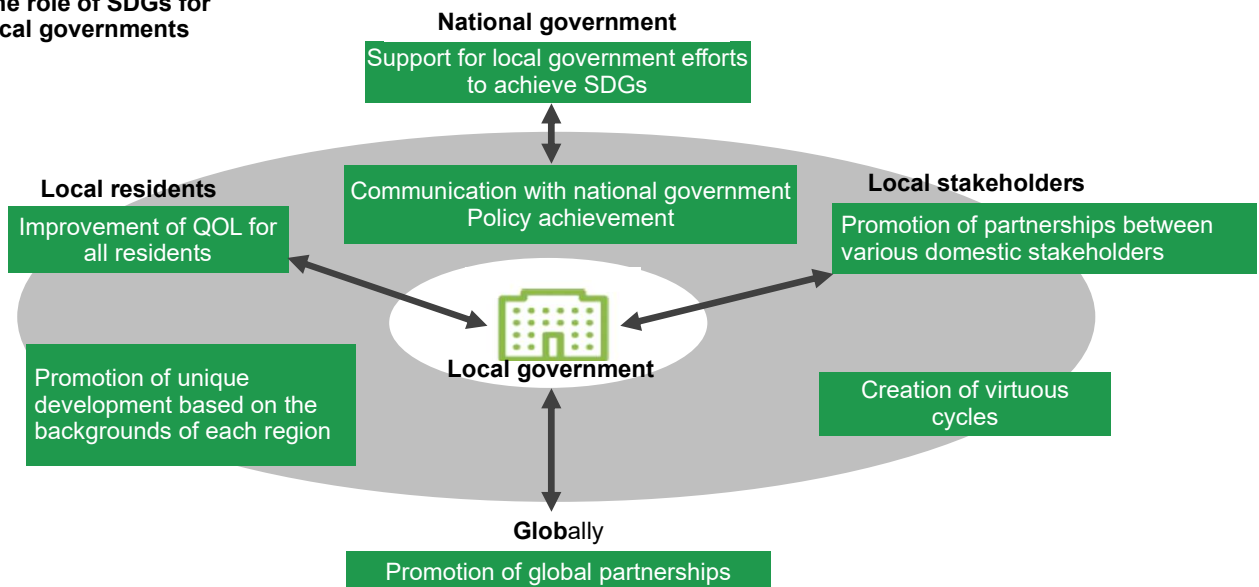 he role of SDGs for
cal governments
National government
Support for local government efforts
to achieve SDGs
Communication with national government
Policy achievement
Local residents
Improvement of QOL for
all residents
Local stakeholders
Promotion of partnerships between
various domestic stakeholders
Local government
Promotion of unique
development based on the
backgrounds of each region
Creation of virtuous
cycles
Globally
Promotion of global partnerships